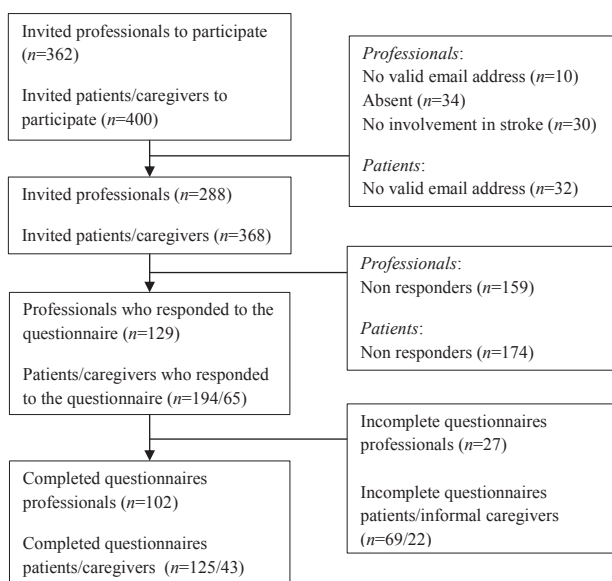 Invited professionals to participate
(n=362)
Invited patients/caregivers to
participate (n=400)
Professionals:
No valid email address (n=10)
Absent (n=34)
No involvement in stroke (n=30)
Patients:
No valid email address (n=32)
Invited professionals (n=288)
Invited patients/caregivers (n=368)
Professionals:
Non responders (n=159)
Patients:
Non responders (n=174)
Professionals who responded to the
questionnaire (n=129)
Patients/caregivers who responded
to the questionnaire (n=194/65)
Incomplete questionnaires
professionals (n=27)
Incomplete questionnaires
patients/informal caregivers
(n=69/22)
Completed questionnaires
professionals (n=102)
Completed questionnaires
patients/caregivers (n=125/43)